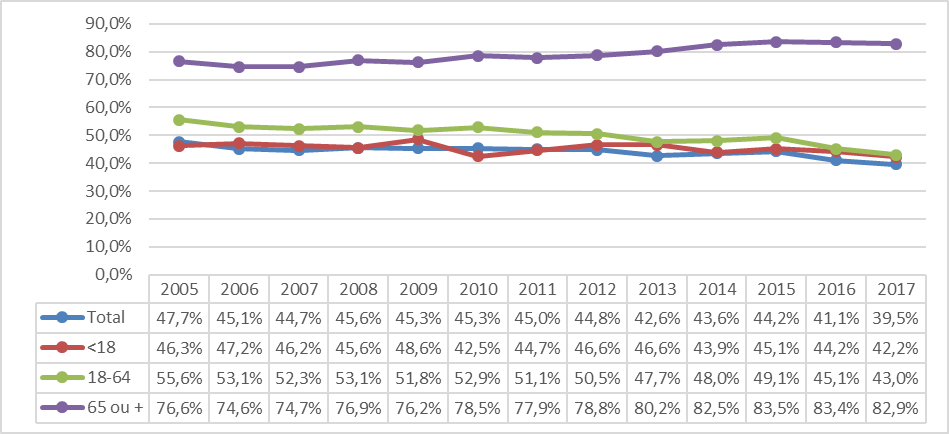 90,0%
80,0%
70,0%
60,0%
50,0%
40,0%
30,0%
20,0%
10,0%
0,0%
2005 2006 2007 2008 2009 2010 2011 2012 2013 2014 2015 2016 2017
Total 47,7% 45,1% 44,7% 45,6% 45,3% 45,3% 45,0% 44,8% 42,6% 43,6% 44,2% 41,1% 39,5%
<18 46,3% 47,2% 46,2% 45,6% 48,6% 42,5% 44,7% 46,6% 46,6% 43,9% 45,1% 44,2% 42,2%
18-64 55,6% 53,1% 52,3% 53,1% 51,8% 52,9% 51,1% 50,5% 47,7% 48,0% 49,1% 45,1% 43,0%
65 ou + 76,6% 74,6% 74,7% 76,9% 76,2% 78,5% 77,9% 78,8% 80,2% 82,5% 83,5% 83,4% 82,9%